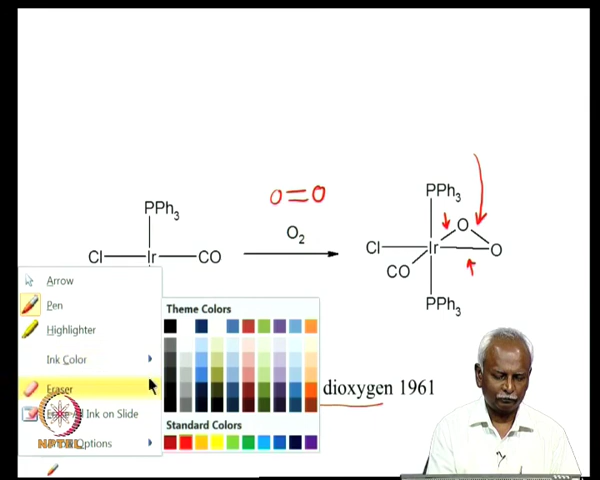 O=O
PPh3
Cl Ir CO
O2
PPh3
Cl Ir O
O
CO
PPh3
Arrow
Pen
Highlighter
Ink Color
Eraser
Ink on Slide
Options
Theme Colors
Standard Colors
dioxygen 1961
NPTEL